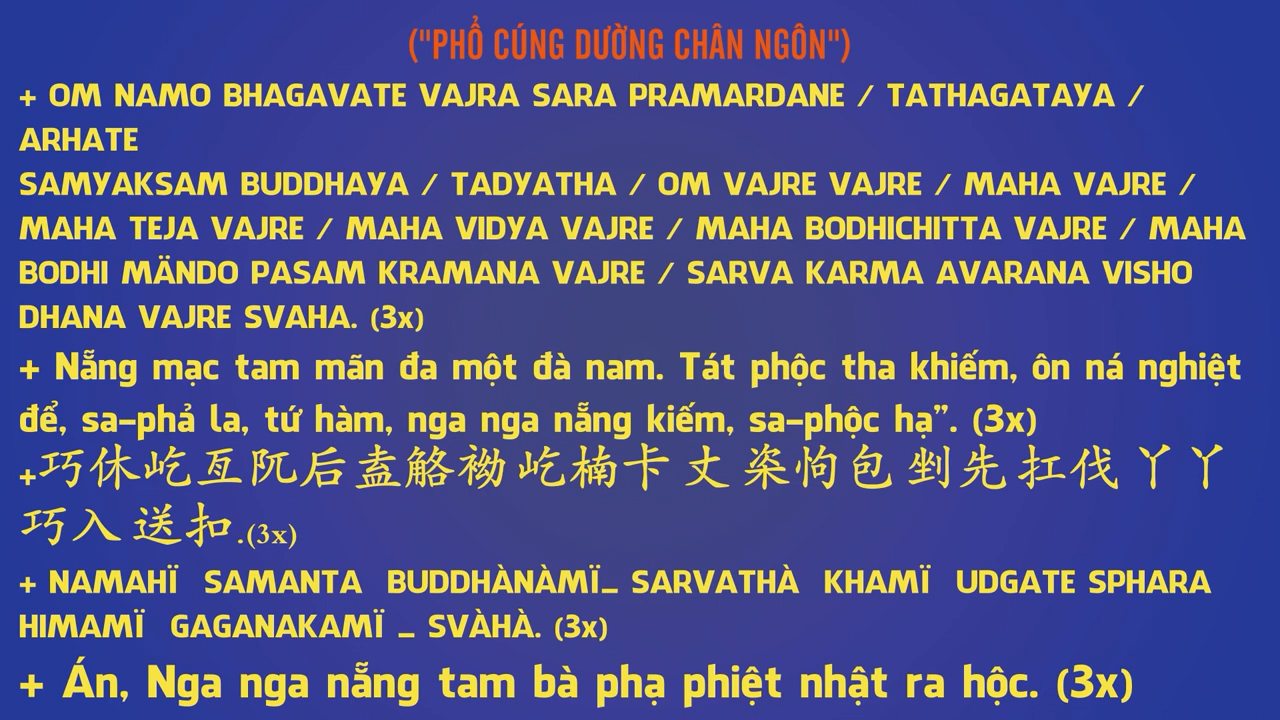 ("PHỔ CÚNG DƯỜNG CHÂN NGÔN")
+ OM NAMO BHAGAVATE VAJRA SARA PRAMARDANE / TATHAGATAYA /
ARHATE
SAMYAKSAM BUDDHAYA / TADYATHA / OM VAJRE VAJRE / MAHA VAJRE /
MAHA TEJA VAJRE / MAHA VIDYA VAJRE / MAHA BODHICHITTA VAJRE / MAHA
BODHI MÄNDO PASAM KRAMANA VAJRE / SARVA KARMA AVARANA VISHO
DHANA VAJRE SVAHA. (3x)
+ Nẵng mạc tam mãn đa một đà nam. Tát phộc tha khiếm, ôn ná nghiệt
để, sa-phả la, tứ hàm, nga nga nẵng kiếm, sa-phộc hạ”. (3x)
+巧休屹亙阢后盍觡袎屹楠卡丈梁恦包剉先扛伐丫丫
巧入送扣.(3x)
+ NAMAHÏ SAMANTA BUDDHÀNÀMÏ_ SARVATHÀ KHAMÏ UDGATE SPHARA
HIMAMÏ GAGANAKAMÏ _ SVÀHÀ. (3x)
+ Án, Nga nga nẵng tam bà phạ phiệt nhật ra hộc. (3x)